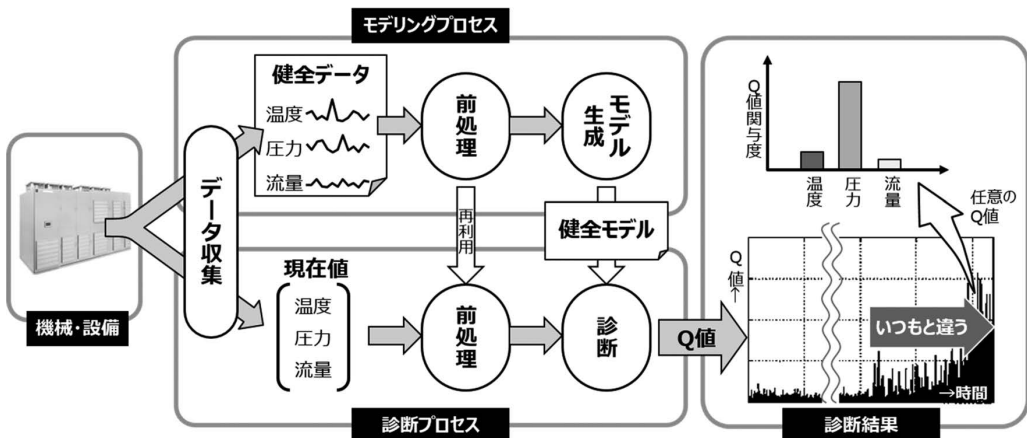 モデリングプロセス
健全データ
温度
圧力
流量
前処理
モデル
生成
データ収集
機械・設備
再利用
健全モデル
現在値
温度
圧力
流量
前処理
診断
Q値
診断プロセス
Q値関与度
温度
圧力
流量
任意の
Q値
Q値→
いつもと違う
→時間
診断結果